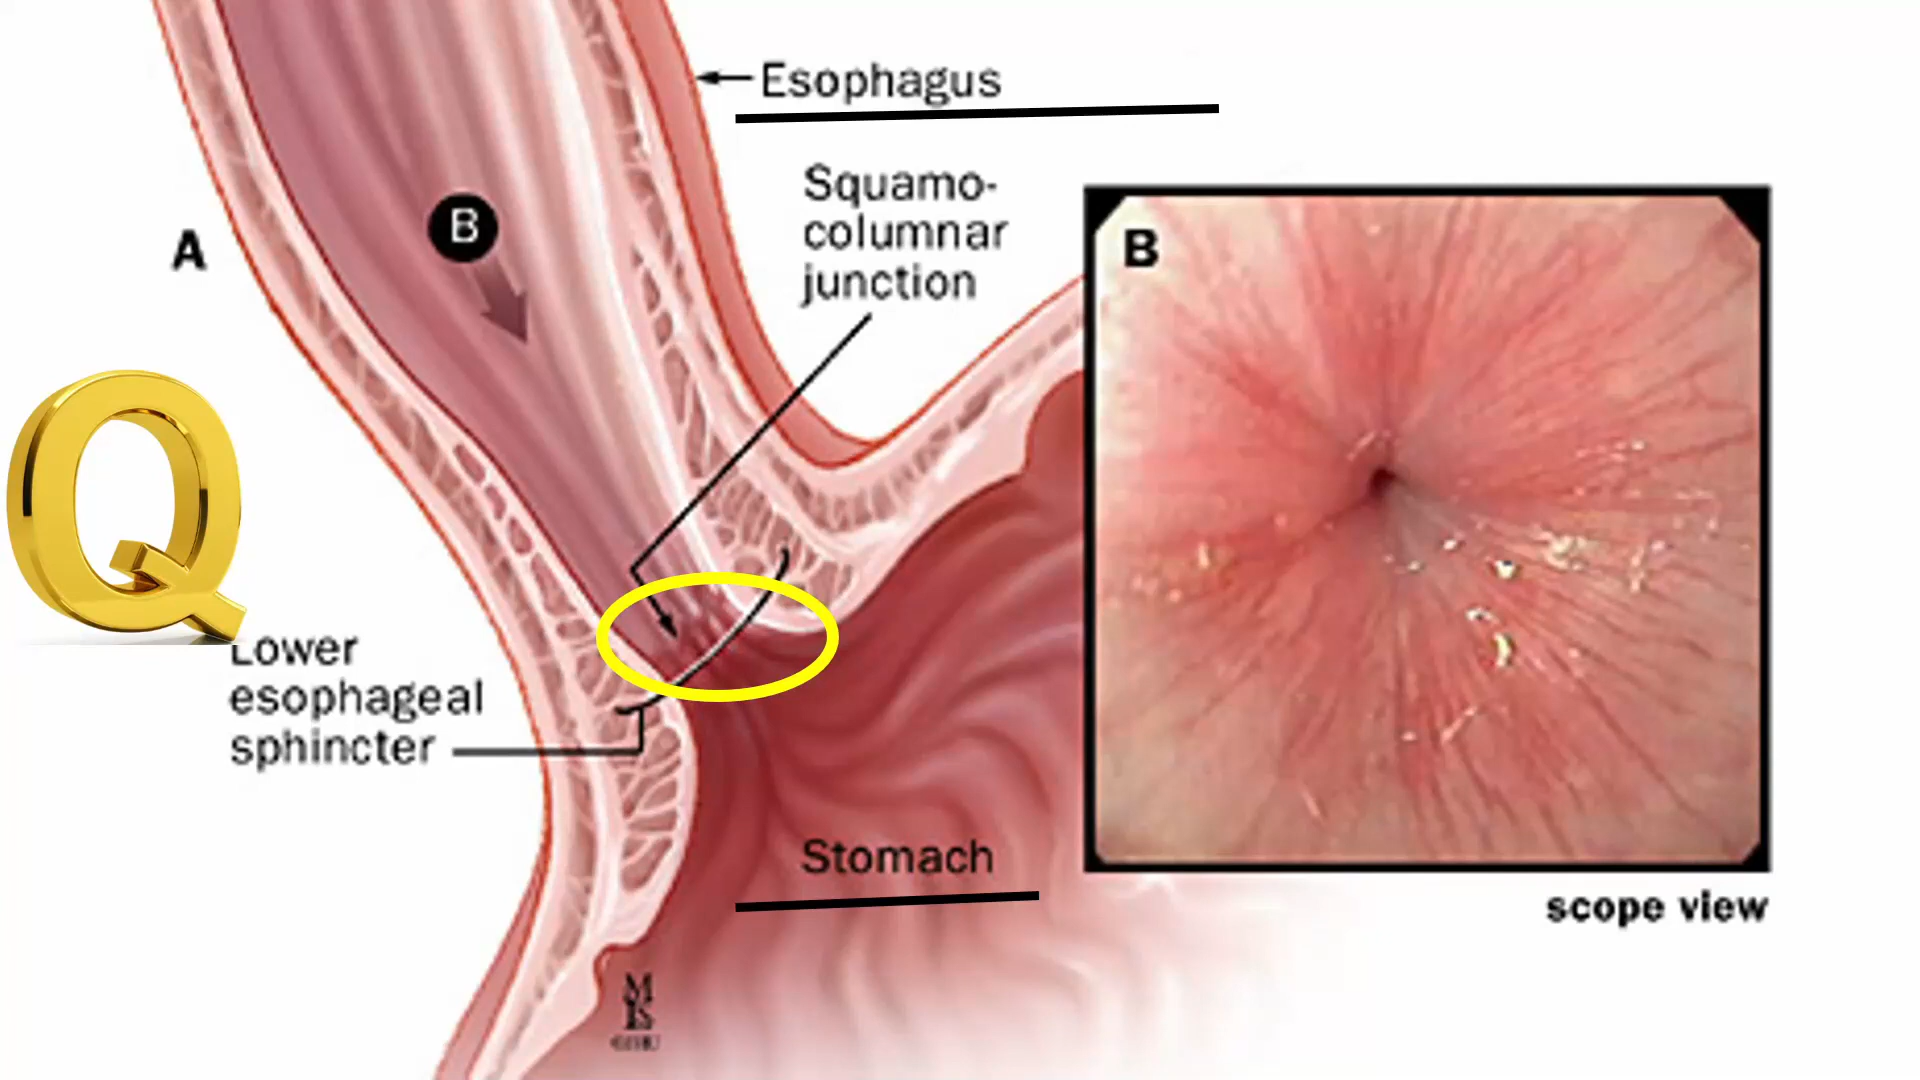 Esophagus
Squamo-
columnar
junction
A
B
B
Q
Lower
esophageal
sphincter
Stomach
scope view